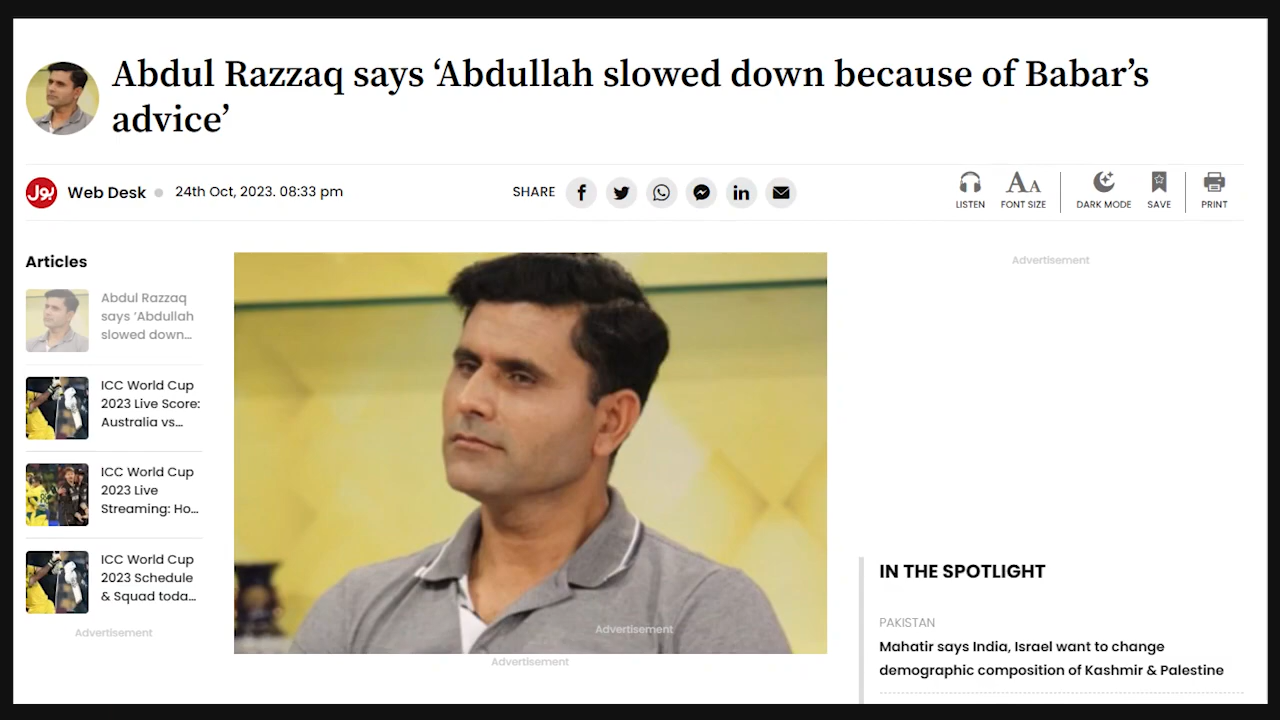 Abdul Razzaq says ‘Abdullah slowed down because of Babar’s
advice’
بول
Web Desk
24th Oct, 2023. 08:33 pm
SHARE
LISTEN
FONT SIZE
DARK MODE
SAVE
PRINT
Articles
Abdul Razzaq
says ‘Abdullah
slowed down...
ICC World Cup
2023 Live Score:
Australia vs...
ICC World Cup
2023 Live
Streaming: Ho...
ICC World Cup
2023 Schedule
& Squad toda...
Advertisement
Advertisement
Advertisement
Advertisement
IN THE SPOTLIGHT
PAKISTAN
Mahatir says India, Israel want to change
demographic composition of Kashmir & Palestine